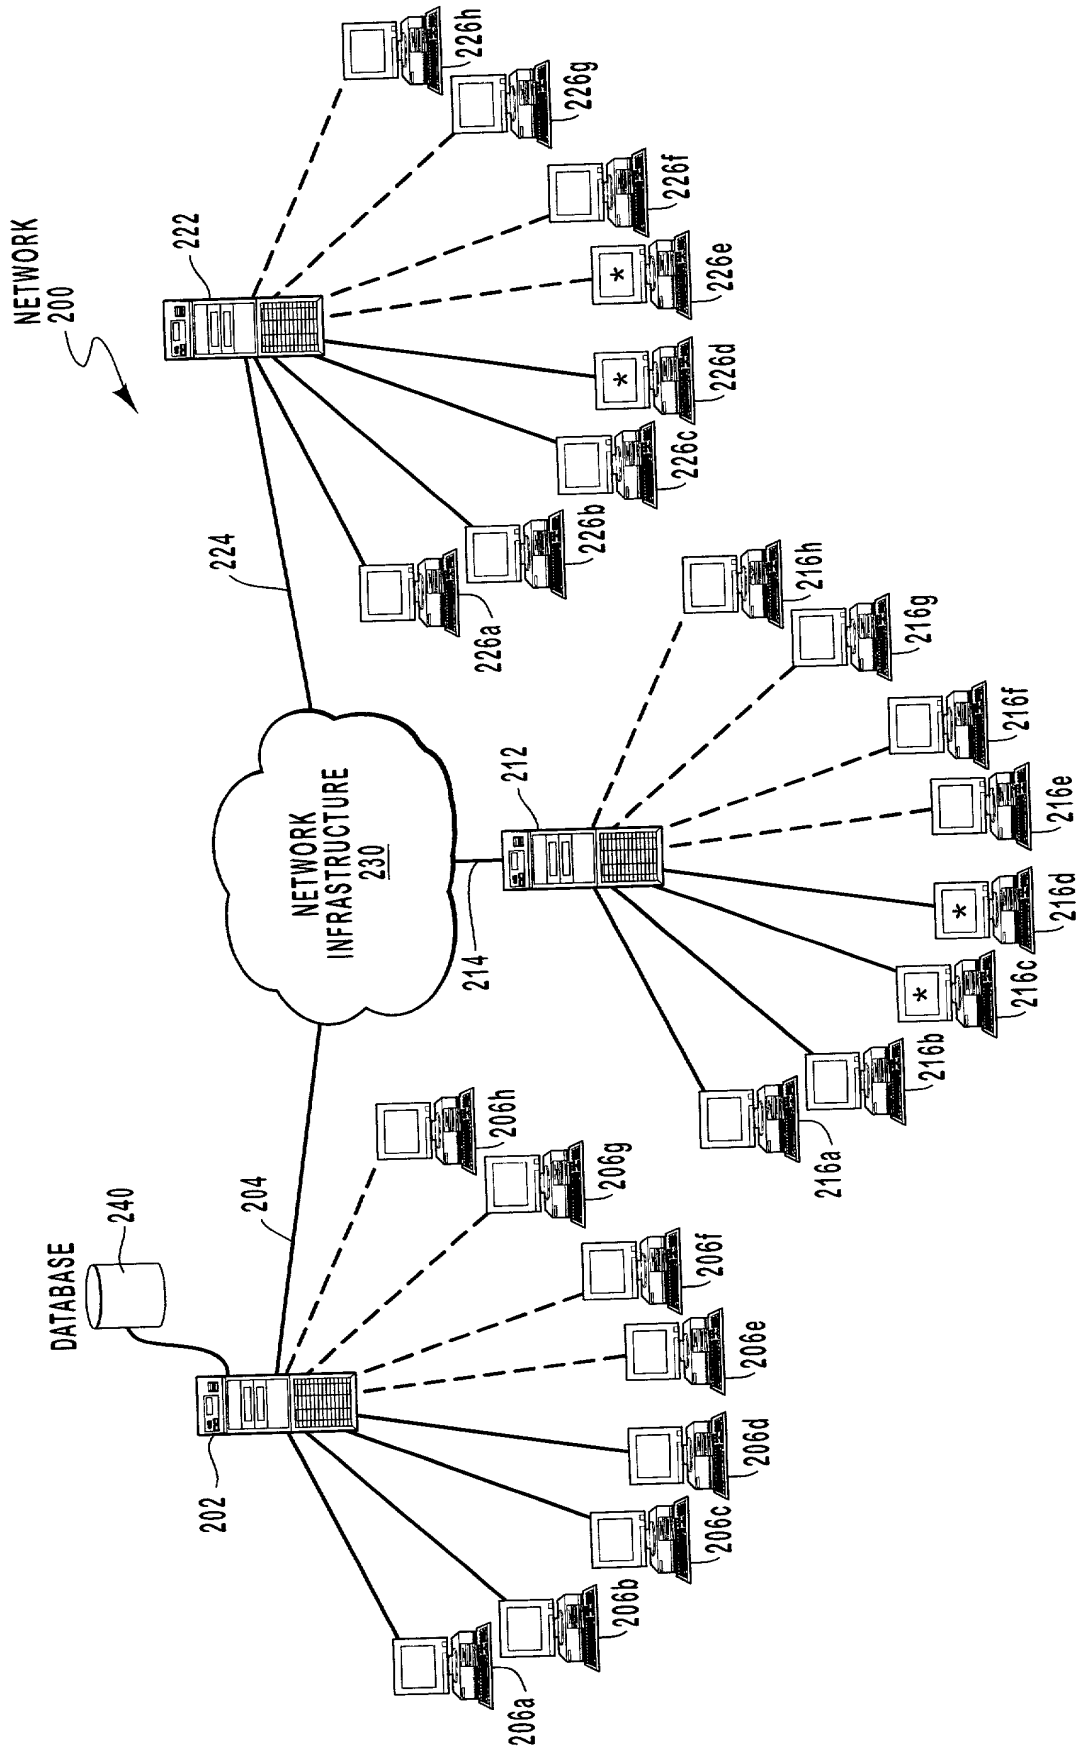 NETWORK
200
DATABASE
240
202
204
206a
206b
206c
206d
206e
206f
206g
206h
NETWORK
INFRASTRUCTURE
230
214
212
216a
216b
*
216c
*
216d
216e
216f
216g
216h
224
222
226a
226b
226c
*
226d
*
226e
226f
226g
226h